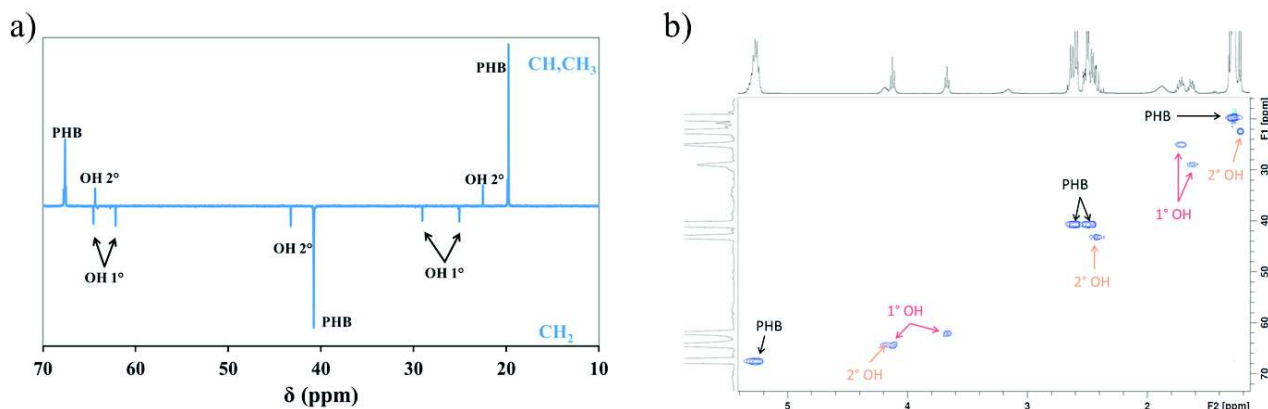 a)
CH,CH₃
PHB
PHB
OH 2°
OH 2°
OH 1°
OH 2°
OH 1°
PHB
CH₂
70 60 50 40 30 20 10
δ (ppm)
b)
PHB
2° OH
1° OH
PHB
2° OH
1° OH
PHB
2° OH
F1 [ppm]
30
40
50
60
70
5 4 3 2 F2 [ppm]